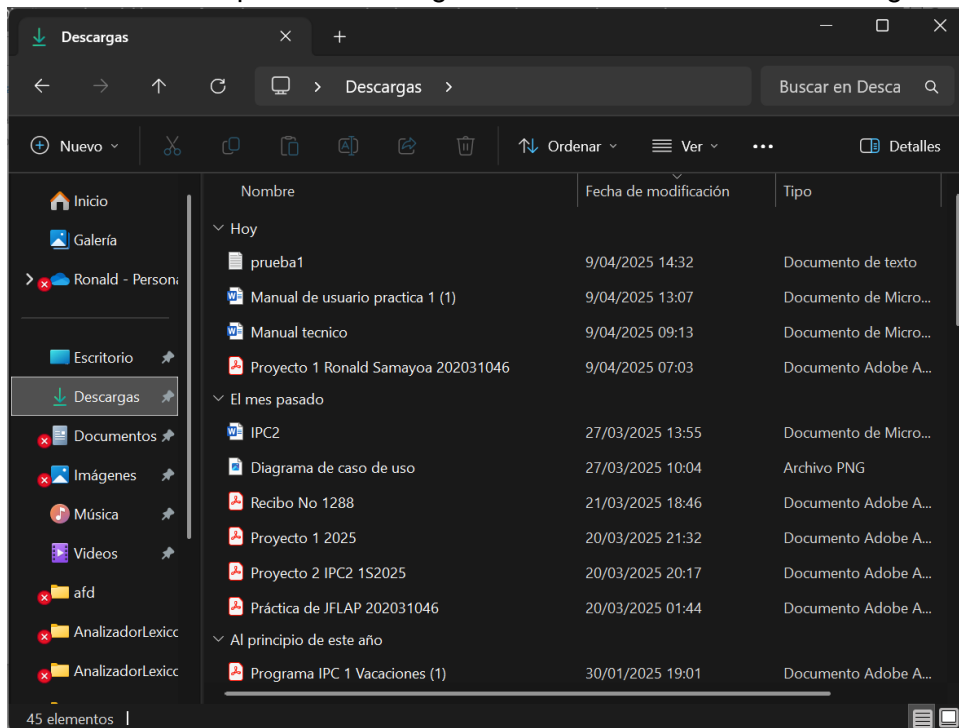 Descargas
Descargas
Buscar en Desca
Nuevo
Ordenar
Ver
Detalles
Inicio
Galería
Ronald - Persona
Escritorio
Descargas
Documentos
Imágenes
Música
Videos
afd
AnalizadorLexico
AnalizadorLexico
Nombre Fecha de modificación Tipo
Hoy
prueba1 9/04/2025 14:32 Documento de texto
Manual de usuario practica 1 (1) 9/04/2025 13:07 Documento de Micro...
Manual tecnico 9/04/2025 09:13 Documento de Micro...
Proyecto 1 Ronald Samayoa 202031046 9/04/2025 07:03 Documento Adobe A...
El mes pasado
IPC2 27/03/2025 13:55 Documento de Micro...
Diagrama de caso de uso 27/03/2025 10:04 Archivo PNG
Recibo No 1288 21/03/2025 18:46 Documento Adobe A...
Proyecto 1 2025 20/03/2025 21:32 Documento Adobe A...
Proyecto 2 IPC2 1S2025 20/03/2025 20:17 Documento Adobe A...
Práctica de JFLAP 202031046 20/03/2025 01:44 Documento Adobe A...
Al principio de este año
Programa IPC 1 Vacaciones (1) 30/01/2025 19:01 Documento Adobe A...
45 elementos